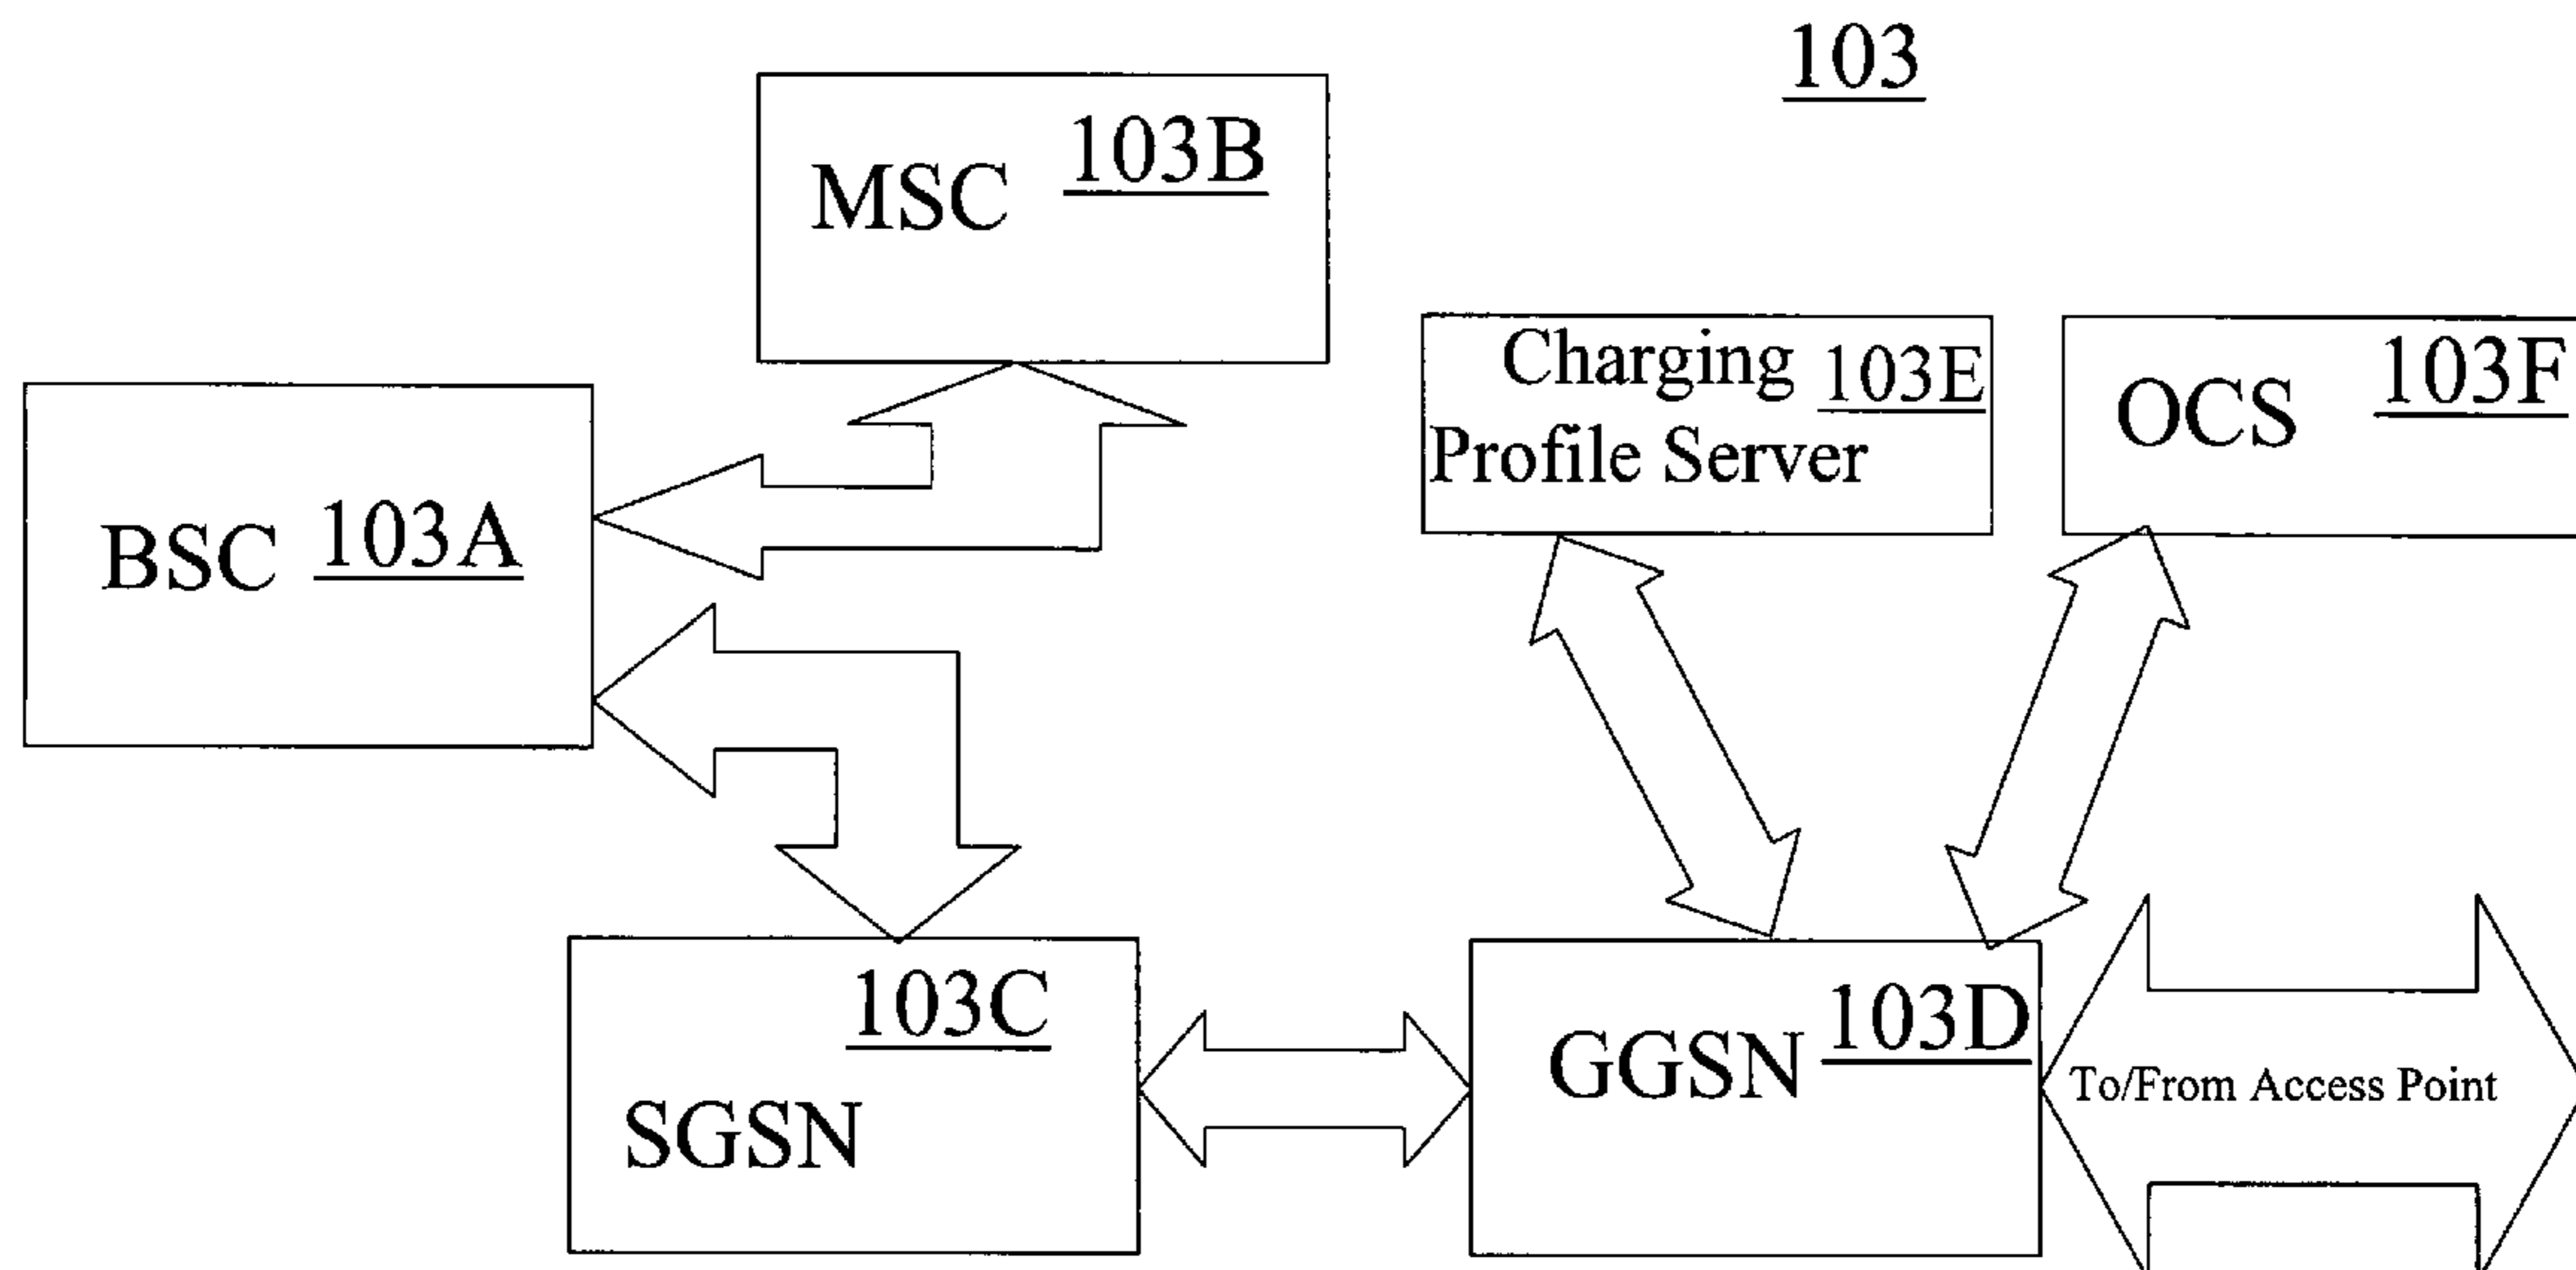 103
MSC 103B
Charging 103E
Profile Server
OCS 103F
BSC 103A
103C
SGSN
GGSN 103D
To/From Access Point